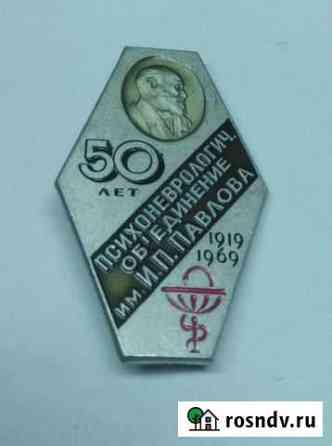 50
ЛЕТ
ПСИХОНЕВРОЛОГИЧ.
ОБ'ЕДИНЕНИЕ
ИМ. И.П. ПАВЛОВА
1919
1969
rosndv.ru